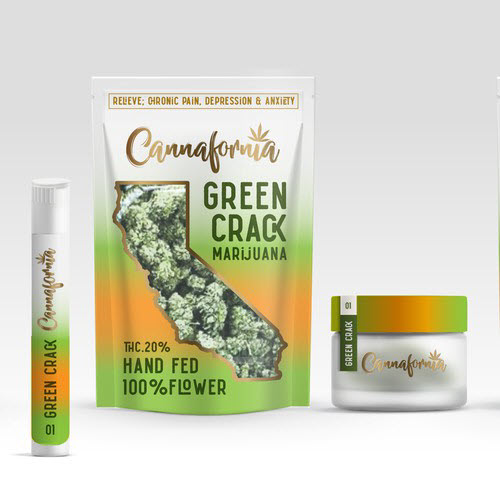 RELIEVE; CHRONIC PAIN, DEPRESSION & ANXIETY
Cannafornia
GREEN
CRACK
MARIJUANA
THC.20%
HAND FED
100%FLOWER
01 GREEN CRACK Cannafornia
01
GREEN CRACK
Cannafornia